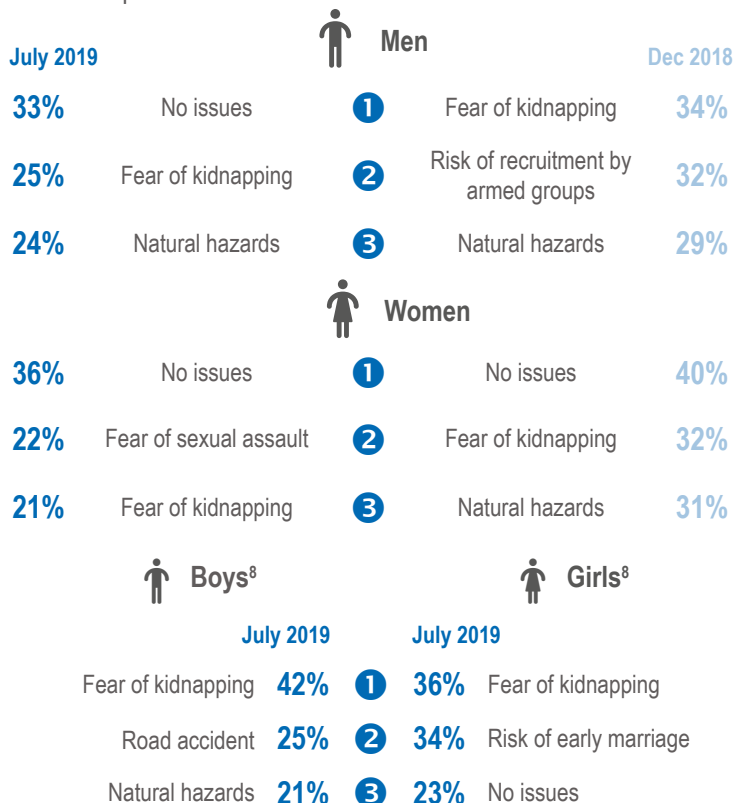 Men
July 2019 Dec 2018
33% No issues 1 Fear of kidnapping 34%
25% Fear of kidnapping 2 Risk of recruitment by armed groups 32%
24% Natural hazards 3 Natural hazards 29%
Women
36% No issues 1 No issues 40%
22% Fear of sexual assault 2 Fear of kidnapping 32%
21% Fear of kidnapping 3 Natural hazards 31%
Boys⁸ Girls⁸
July 2019 July 2019
Fear of kidnapping 42% 1 36% Fear of kidnapping
Road accident 25% 2 34% Risk of early marriage
Natural hazards 21% 3 23% No issues